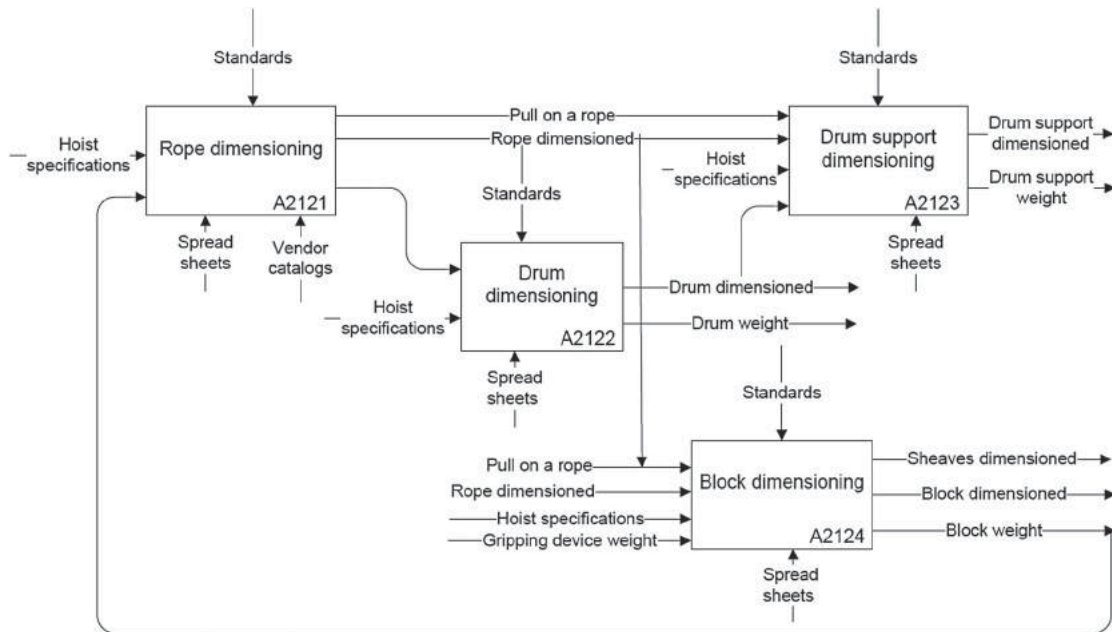 Standards
Standards
Pull on a rope
Rope dimensioned
Hoist
specifications
Rope dimensioning
A2121
Hoist
specifications
Drum support
dimensioning
A2123
Drum support
dimensioned
Drum support
weight
Standards
Spread
sheets
Vendor
catalogs
Spread
sheets
Drum
dimensioning
A2122
Hoist
specifications
Drum dimensioned
Drum weight
Spread
sheets
Standards
Pull on a rope
Rope dimensioned
Hoist specifications
Gripping device weight
Block dimensioning
A2124
Sheaves dimensioned
Block dimensioned
Block weight
Spread
sheets